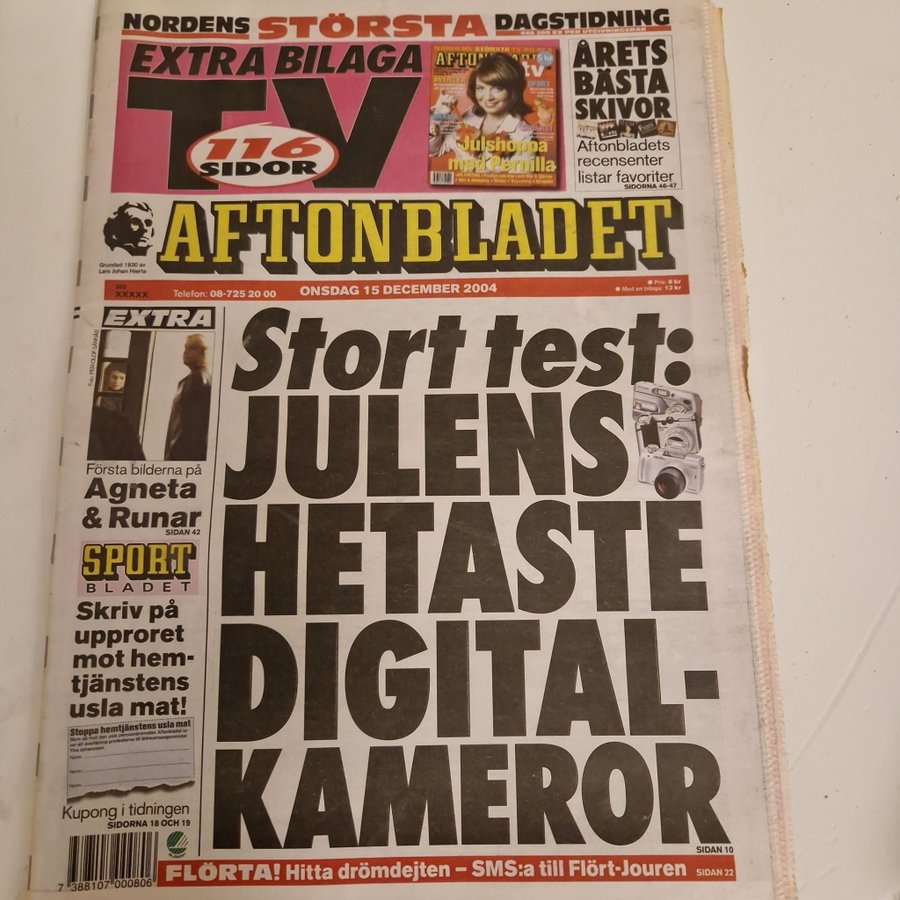 NORDENS STÖRSTA DAGSTIDNING
EXTRA BILAGA
TV
116
SIDOR
AFTONBLADET
tv
Julshoppa
med Pernilla
ÅRETS
BÄSTA
SKIVOR
Aftonbladets
recensenter
listar favoriter
SIDORNA 46-47
AFTONBLADET
Grundad 1830 av
Lars Johan Hierta
XXXXX
Telefon: 08-725 20 00
ONSDAG 15 DECEMBER 2004
Pris: 8 kr
Med en bilaga: 13 kr
EXTRA
Första bilderna på
Agneta
& Runar
SIDAN 42
SPORT
BLADET
Skriv på
upproret
mot hem-
tjänstens
usla mat!
Stoppa hemtjänstens usla mat
Kupong i tidningen
SIDORNA 18 OCH 19
7 388107 000806
Stort test:
JULENS
HETASTE
DIGITAL-
KAMEROR
SIDAN 10
FLÖRTA! Hitta drömdejten – SMS:a till Flört-Jouren SIDAN 22